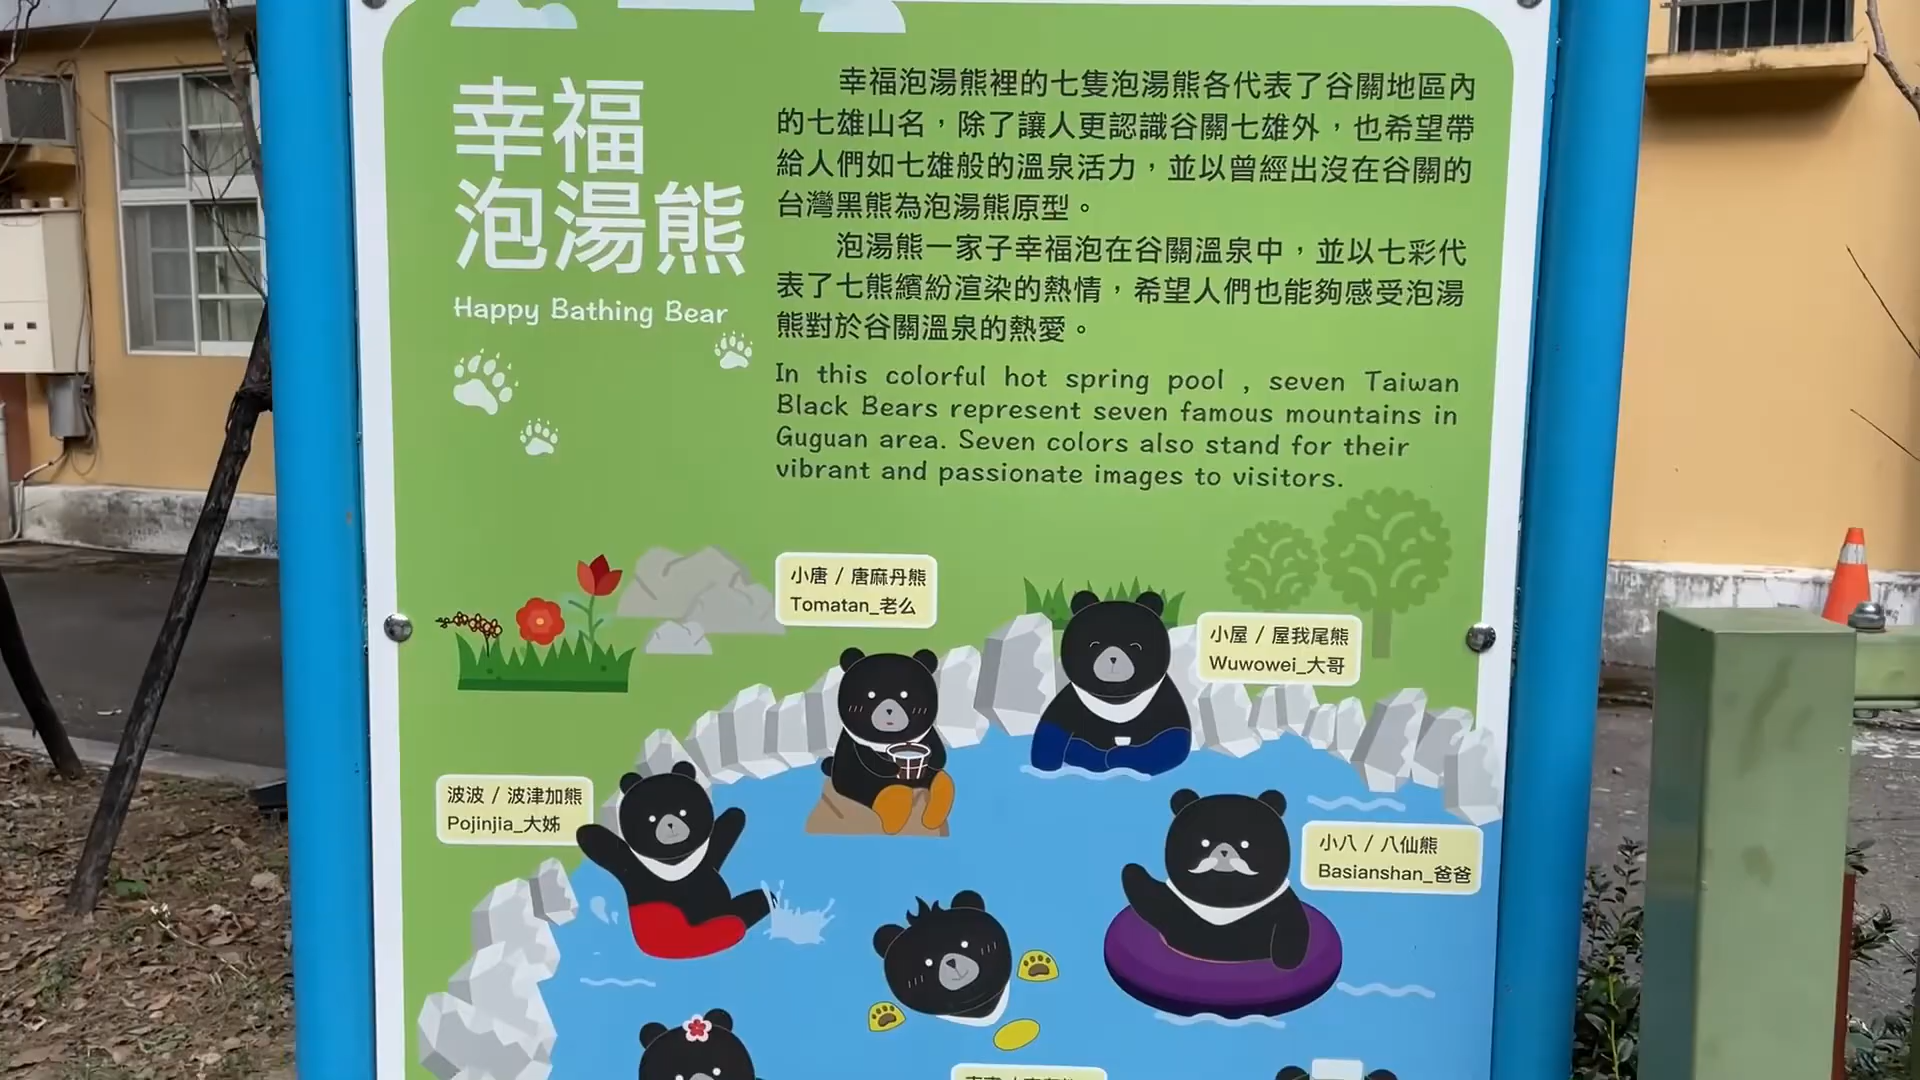 幸福
泡湯熊
Happy Bathing Bear
幸福泡湯熊裡的七隻泡湯熊各代表了谷關地區內
的七雄山名，除了讓人更認識谷關七雄外，也希望帶
給人們如七雄般的溫泉活力，並以曾經出沒在谷關的
台灣黑熊為泡湯熊原型。
泡湯熊一家子幸福泡在谷關溫泉中，並以七彩代
表了七熊繽紛渲染的熱情，希望人們也能夠感受泡湯
熊對於谷關溫泉的熱愛。
In this colorful hot spring pool , seven Taiwan
Black Bears represent seven famous mountains in
Guguan area. Seven colors also stand for their
vibrant and passionate images to visitors.
小唐 / 唐麻丹熊
Tomatan_老么
小屋 / 屋我尾熊
Wuwowei_大哥
波波 / 波津加熊
Pojinjia_大姊
小八 / 八仙熊
Basianshan_爸爸